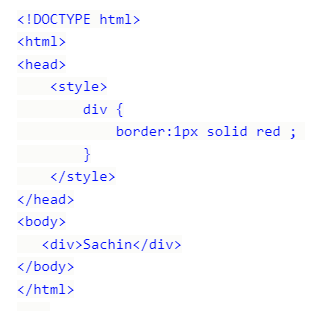 <!DOCTYPE html>
<html>
<head>
    <style>
        div {
            border:1px solid red ;
        }
    </style>
</head>
<body>
   <div>Sachin</div>
</body>
</html>